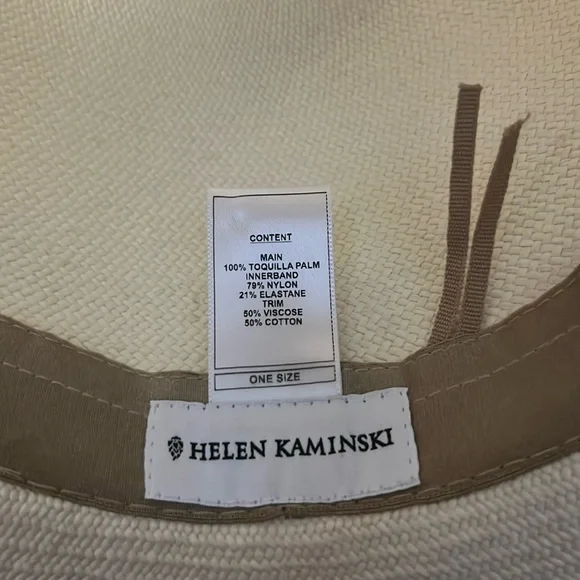 CONTENT
MAIN
100% TOQUILLA PALM
INNERBAND
79% NYLON
21% ELASTANE
TRIM
50% VISCOSE
50% COTTON
ONE SIZE
HELEN KAMINSKI